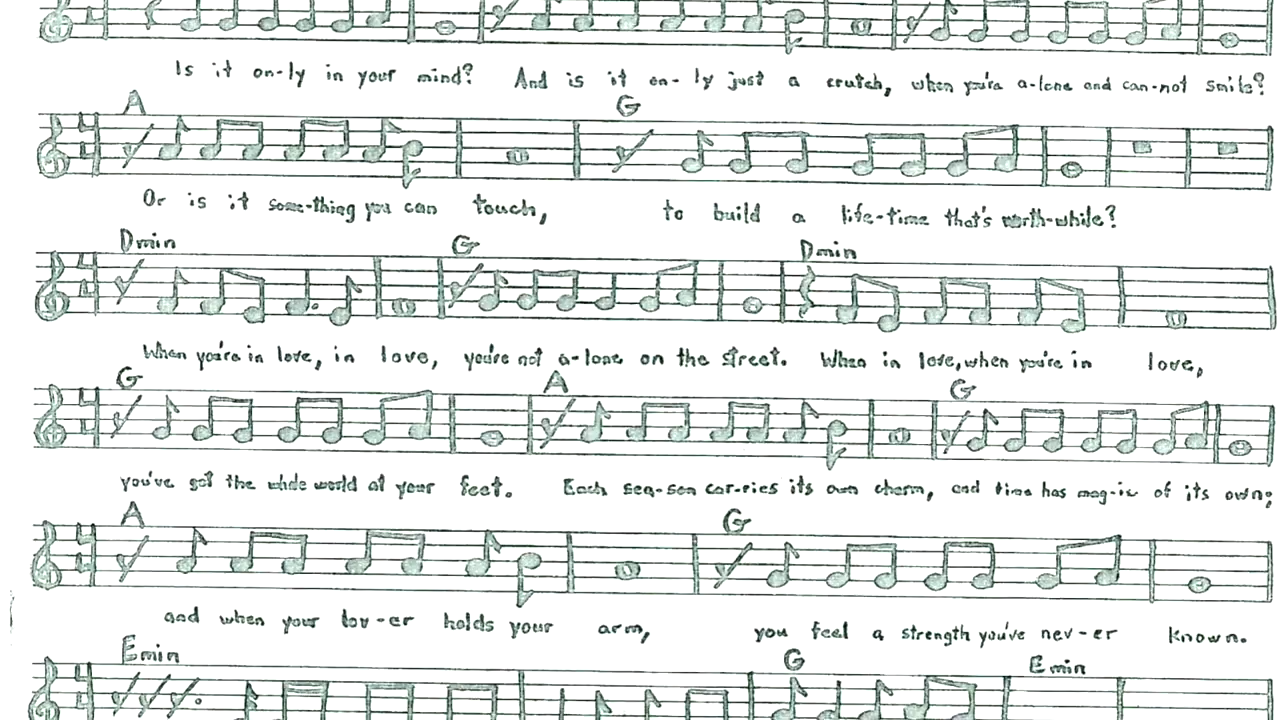 Is it on-ly in your mind? And is it on-ly just a crutch, when you're a-lone and can-not smile?
A G
Or is it some-thing you can touch, to build a life-time that's worth-while?
Dmin G Dmin
When you're in love, in love, you're not a-lone on the street. When in love, when you're in love,
G A G
you've got the whole world at your feet. Each sea-son car-ries its own charm, and time has mag-ic of its own;
A G
and when your lov-er holds your arm, you feel a strength you've nev-er known.
Emin G Emin